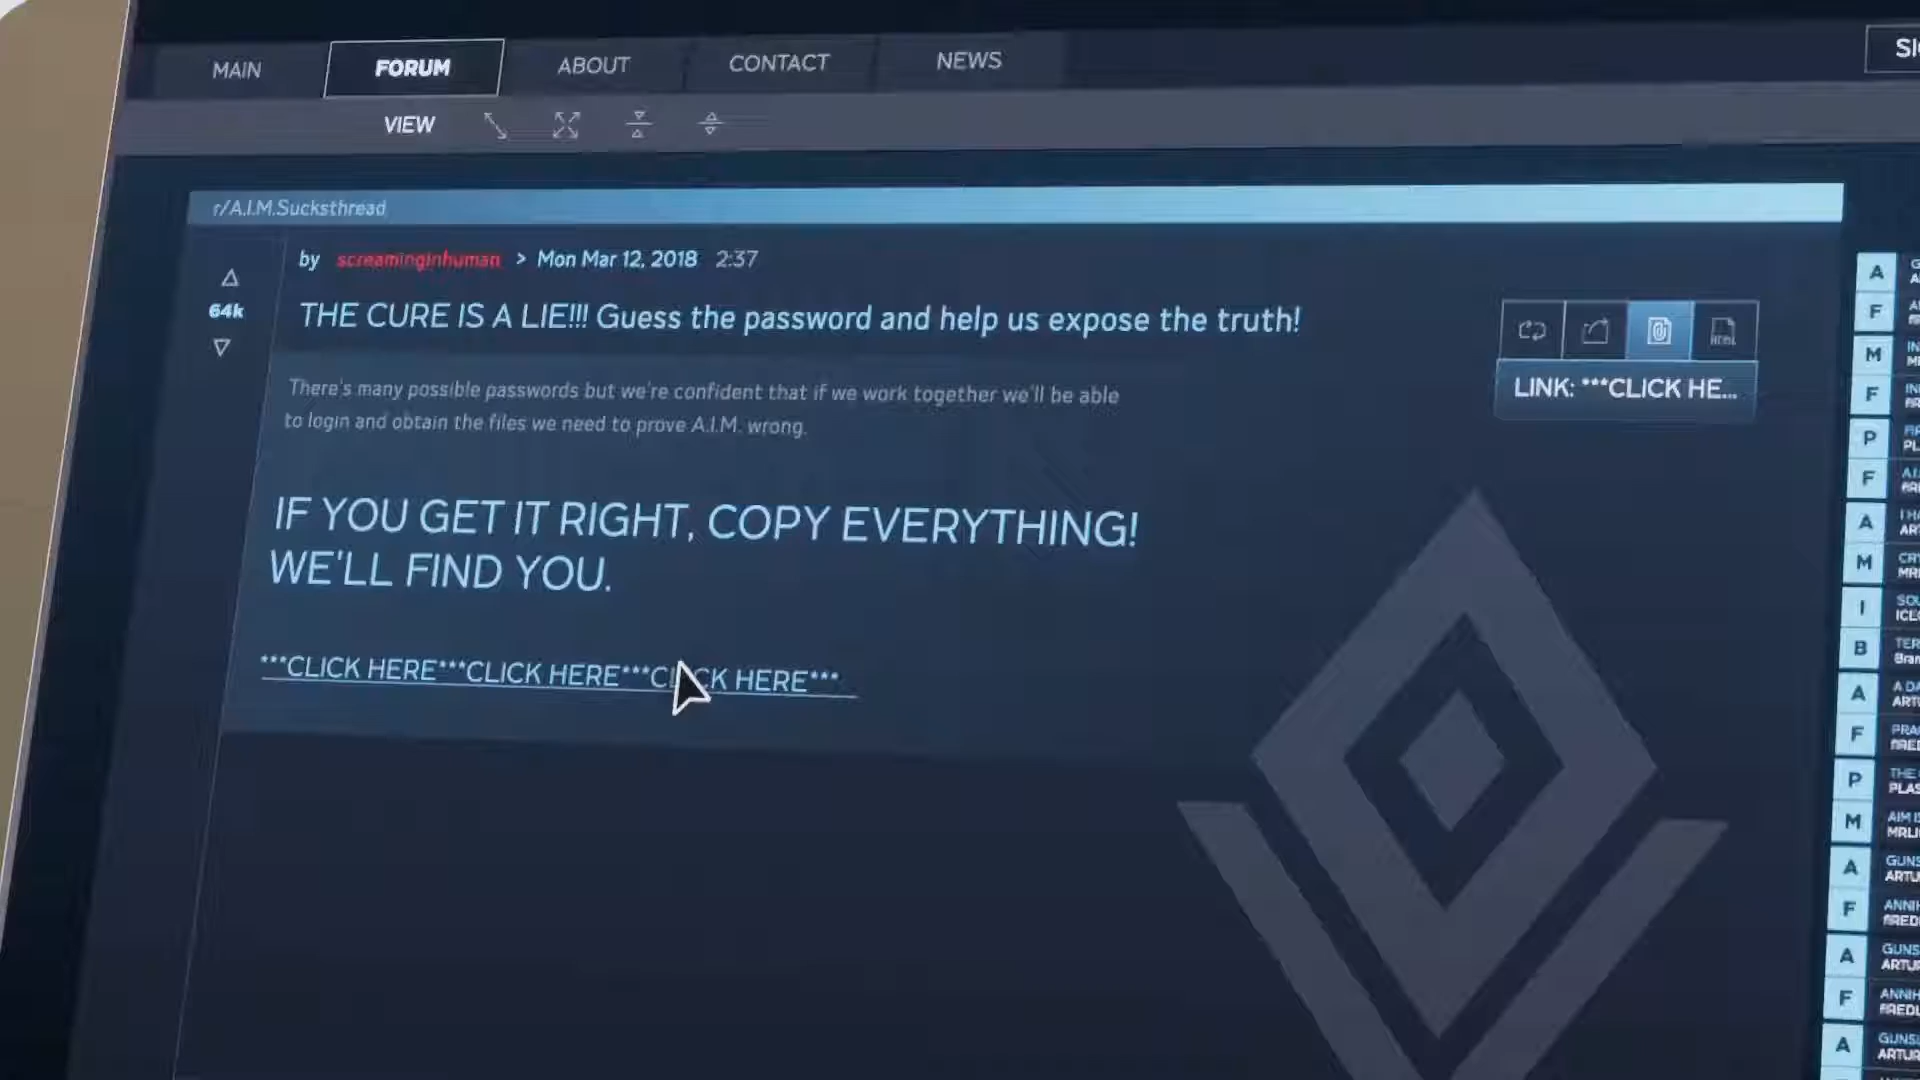 MAIN FORUM ABOUT CONTACT NEWS
VIEW
r/A.I.M.Sucksthread
by screaminginhuman > Mon Mar 12, 2018 2:37
64k
THE CURE IS A LIE!!! Guess the password and help us expose the truth!
There's many possible passwords but we're confident that if we work together we'll be able
to login and obtain the files we need to prove A.I.M. wrong.
HTML
LINK: ***CLICK HE...
IF YOU GET IT RIGHT, COPY EVERYTHING!
WE'LL FIND YOU.
***CLICK HERE***CLICK HERE***CLICK HERE***
A
F
M
F
P
F
A
M
I
B
A
F
P
M
A
F
A
F
A